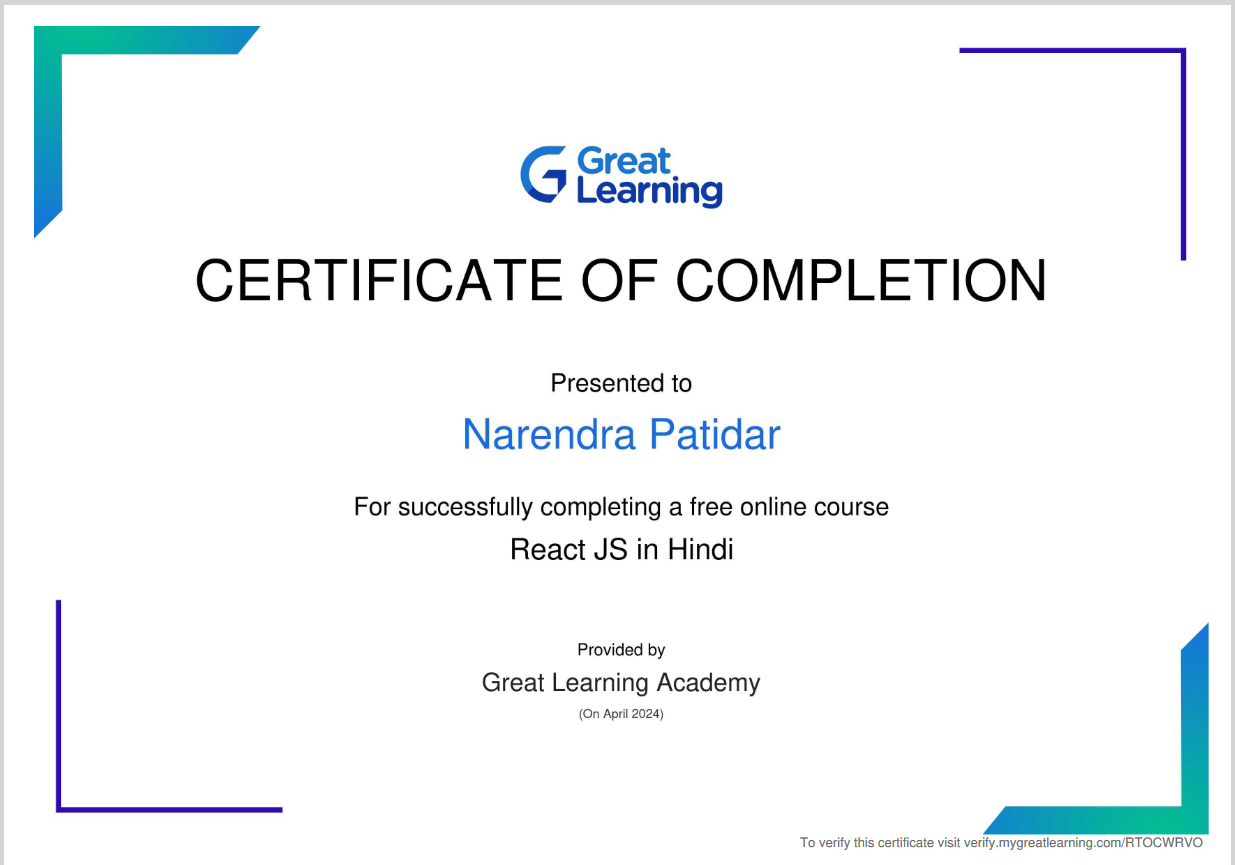 Great
Learning
CERTIFICATE OF COMPLETION
Presented to
Narendra Patidar
For successfully completing a free online course
React JS in Hindi
Provided by
Great Learning Academy
(On April 2024)
To verify this certificate visit verify.mygreatlearning.com/RTOCWRVO